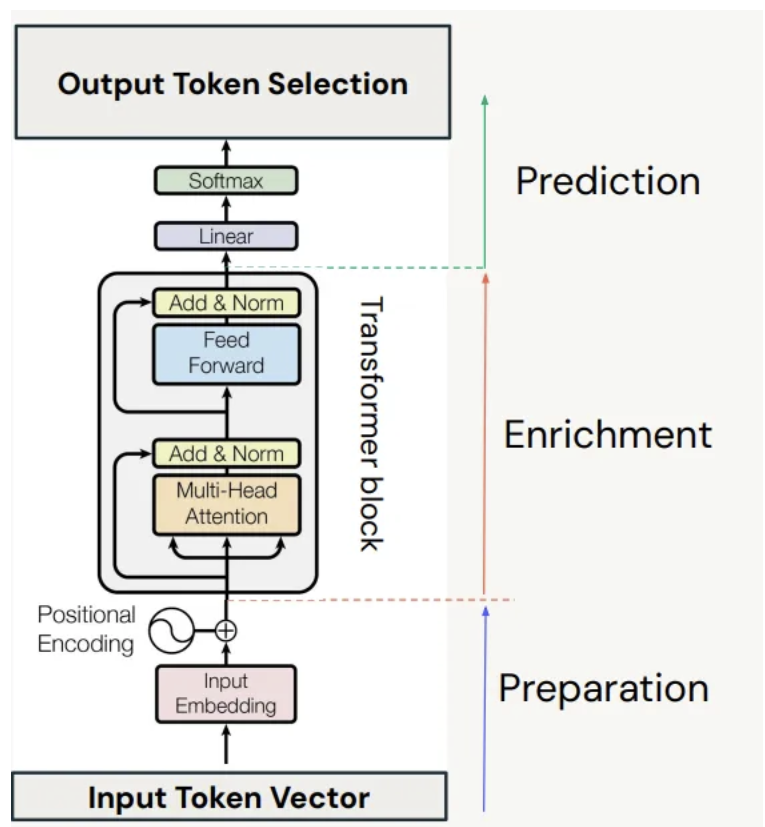 Output Token Selection
Softmax
Linear
Prediction
Add & Norm
Feed
Forward
Add & Norm
Multi-Head
Attention
Transformer block
Enrichment
Positional
Encoding
Input
Embedding
Preparation
Input Token Vector